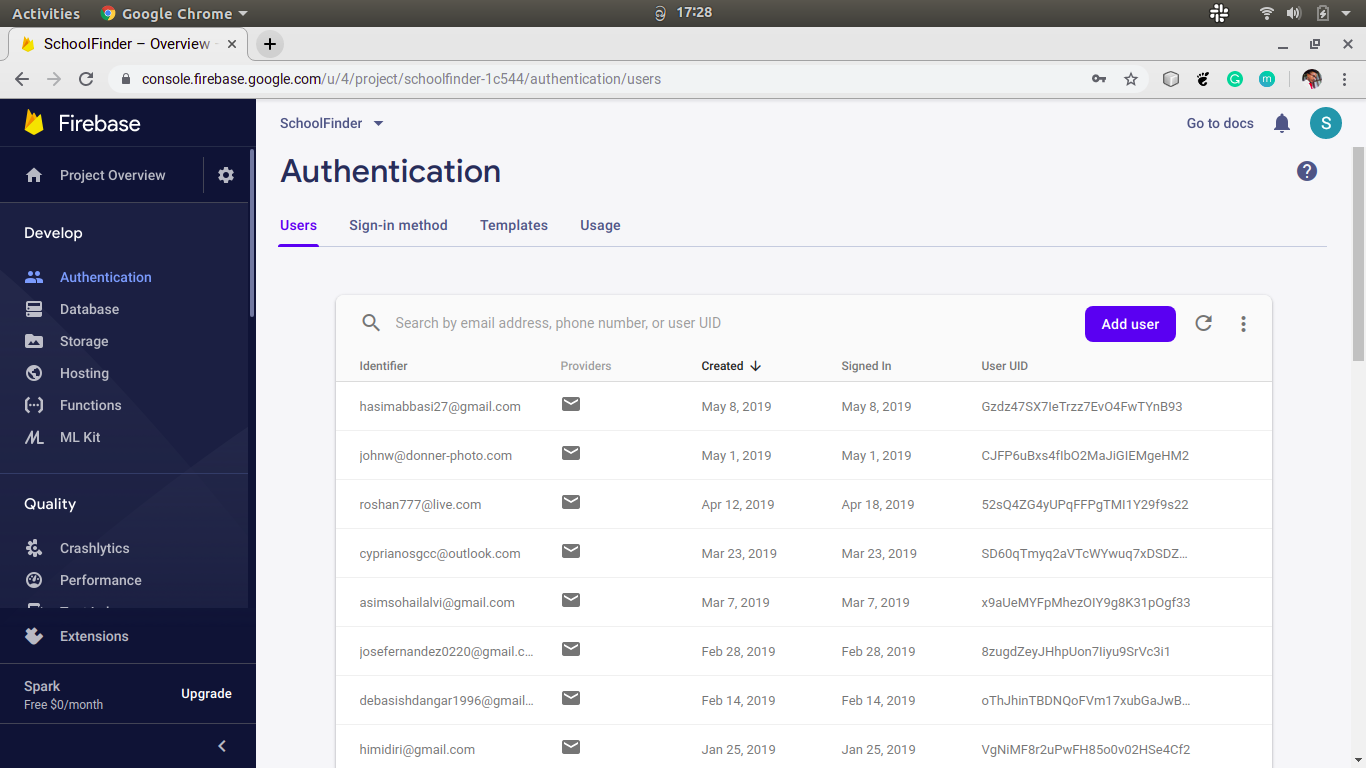 Activities Google Chrome 17:28
SchoolFinder – Overview
console.firebase.google.com/u/4/project/schoolfinder-1c544/authentication/users
Firebase
SchoolFinder Go to docs S
Project Overview
Authentication
Users Sign-in method Templates Usage
Develop
Authentication
Database
Storage
Hosting
Functions
ML Kit
Quality
Crashlytics
Performance
Extensions
Spark
Free $0/month
Upgrade
Search by email address, phone number, or user UID Add user
Identifier Providers Created Signed In User UID
hasimabbasi27@gmail.com May 8, 2019 May 8, 2019 Gzdz47SX7IeTrzz7EvO4FwTYnB93
johnw@donner-photo.com May 1, 2019 May 1, 2019 CJFP6uBxs4fIbO2MaJiGIEMgeHM2
roshan777@live.com Apr 12, 2019 Apr 18, 2019 52sQ4ZG4yUPqFFPgTMI1Y29f9s22
cyprianosgcc@outlook.com Mar 23, 2019 Mar 23, 2019 SD60qTmyq2aVTcWYwuq7xDSDZ...
asimsohailalvi@gmail.com Mar 7, 2019 Mar 7, 2019 x9aUeMYFpMhezOIY9g8K31pOgf33
josefernandez0220@gmail.c... Feb 28, 2019 Feb 28, 2019 8zugdZeyJHhpUon7Iiyu9SrVc3i1
debasishdangar1996@gmail... Feb 14, 2019 Feb 14, 2019 oThJhinTBDNQoFVm17xubGaJwB...
himidiri@gmail.com Jan 25, 2019 Jan 25, 2019 VgNiMF8r2uPwFH85o0v02HSe4Cf2